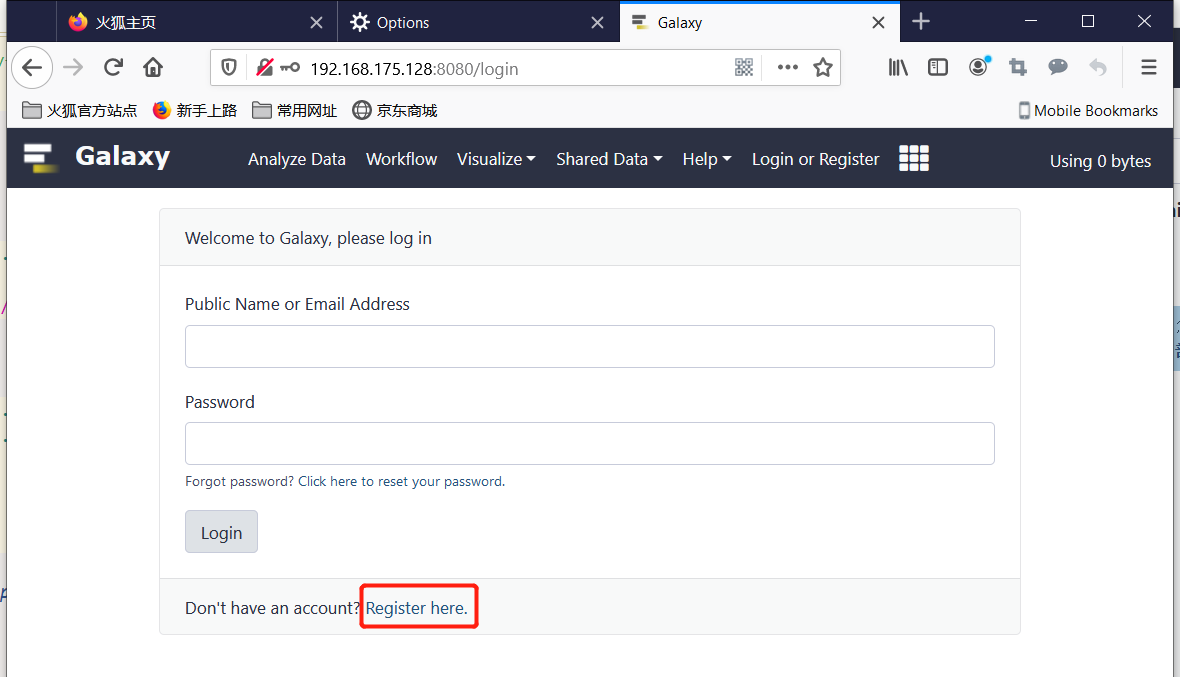 火狐主页 Options Galaxy
192.168.175.128:8080/login
火狐官方站点 新手上路 常用网址 京东商城 Mobile Bookmarks
Galaxy Analyze Data Workflow Visualize Shared Data Help Login or Register Using 0 bytes
Welcome to Galaxy, please log in
Public Name or Email Address
Password
Forgot password? Click here to reset your password.
Login
Don't have an account? Register here.